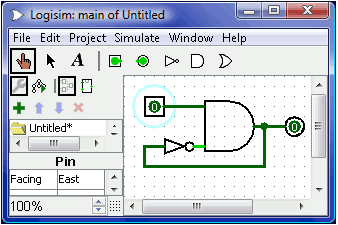 Logisim: main of Untitled
File Edit Project Simulate Window Help
A
Untitled*
Pin
Facing East
100%
0
0